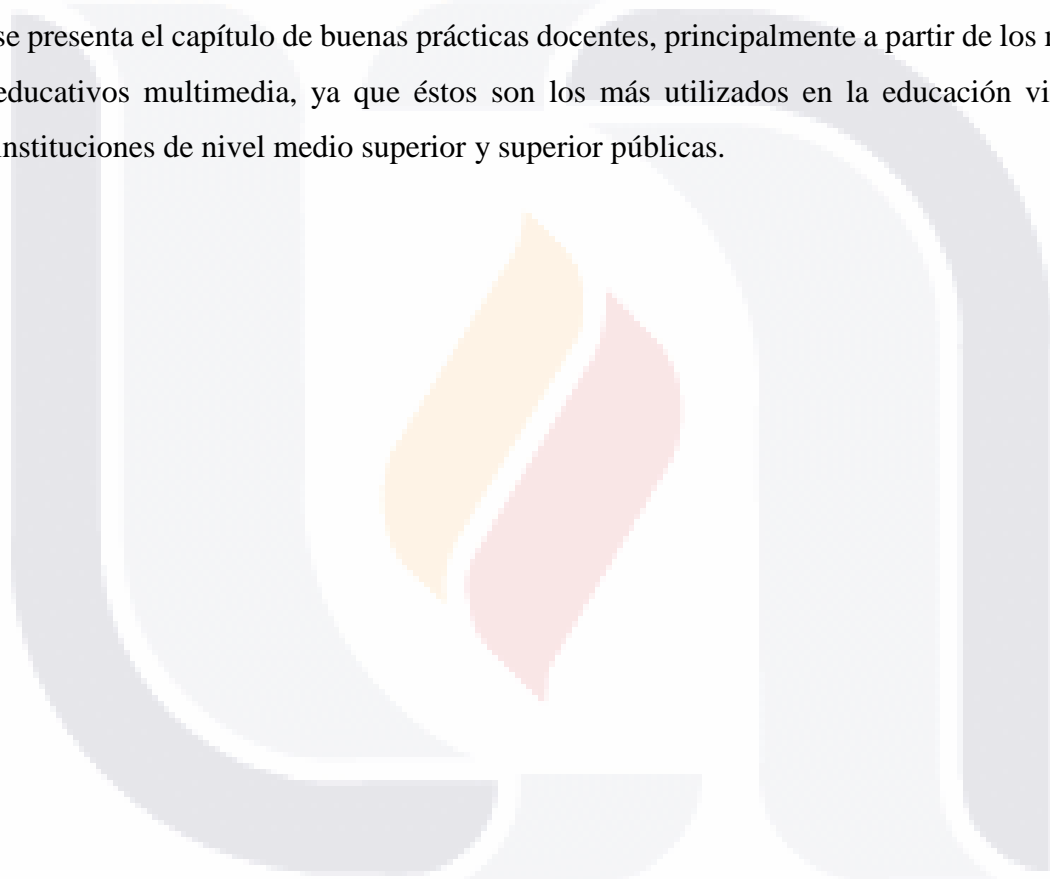 se presenta el capítulo de buenas prácticas docentes, principalmente a partir de los
educativos multimedia, ya que éstos son los más utilizados en la educación
instituciones de nivel medio superior y superior públicas.